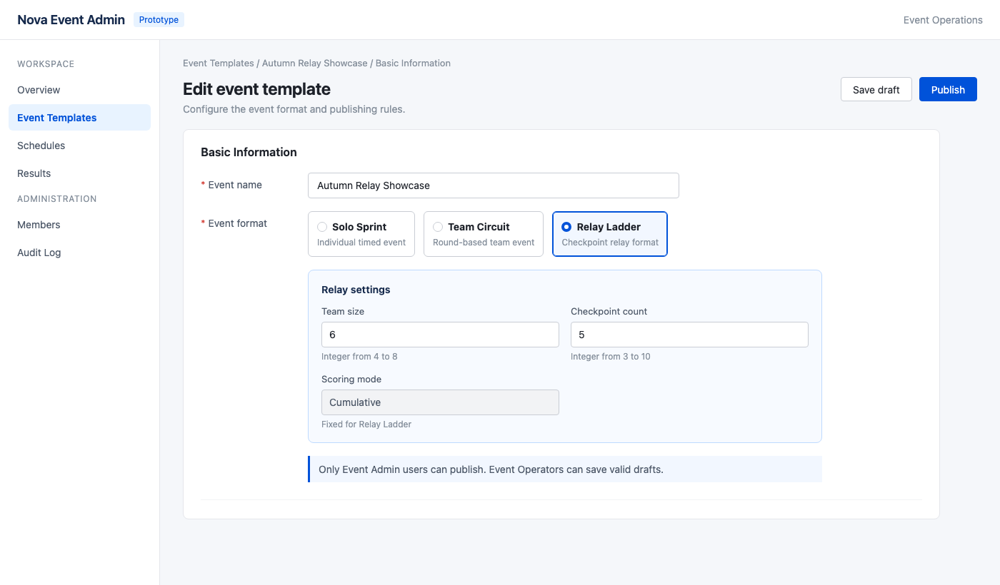 Nova Event Admin
Prototype
Event Operations
WORKSPACE
Overview
Event Templates
Schedules
Results
ADMINISTRATION
Members
Audit Log
Event Templates / Autumn Relay Showcase / Basic Information
Edit event template
Configure the event format and publishing rules.
Save draft
Publish
Basic Information
* Event name
Autumn Relay Showcase
* Event format
Solo Sprint
Individual timed event
Team Circuit
Round-based team event
Relay Ladder
Checkpoint relay format
Relay settings
Team size
6
Integer from 4 to 8
Checkpoint count
5
Integer from 3 to 10
Scoring mode
Cumulative
Fixed for Relay Ladder
Only Event Admin users can publish. Event Operators can save valid drafts.